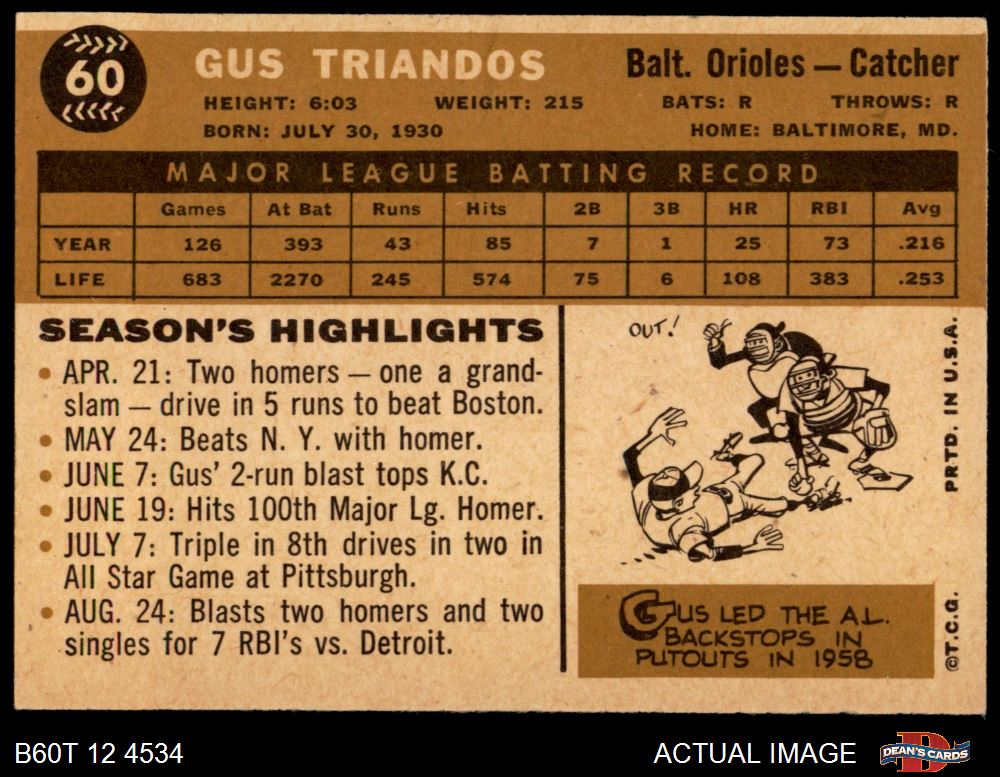 60
GUS TRIANDOS
Balt. Orioles — Catcher
HEIGHT: 6:03 WEIGHT: 215 BATS: R THROWS: R
BORN: JULY 30, 1930 HOME: BALTIMORE, MD.
MAJOR LEAGUE BATTING RECORD
Games At Bat Runs Hits 2B 3B HR RBI Avg
YEAR 126 393 43 85 7 1 25 73 .216
LIFE 683 2270 245 574 75 6 108 383 .253
SEASON'S HIGHLIGHTS
• APR. 21: Two homers — one a grand-
slam — drive in 5 runs to beat Boston.
• MAY 24: Beats N. Y. with homer.
• JUNE 7: Gus' 2-run blast tops K.C.
• JUNE 19: Hits 100th Major Lg. Homer.
• JULY 7: Triple in 8th drives in two in
All Star Game at Pittsburgh.
• AUG. 24: Blasts two homers and two
singles for 7 RBI's vs. Detroit.
OUT!
GUS LED THE A.L.
BACKSTOPS IN
PUTOUTS IN 1958
©T.C.G. PRTD. IN U.S.A.
B60T 12 4534
ACTUAL IMAGE
DEAN'S CARDS